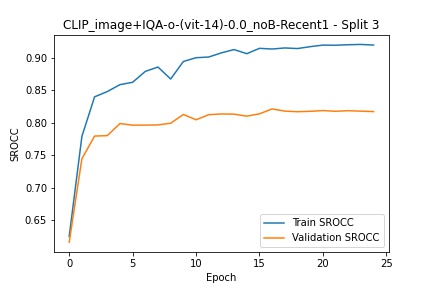 CLIP_image+IQA-o-(vit-14)-0.0_noB-Recent1 - Split 3
0.90
0.85
0.80
0.75
0.70
0.65
SROCC
0
5
10
15
20
25
Epoch
Train SROCC
Validation SROCC